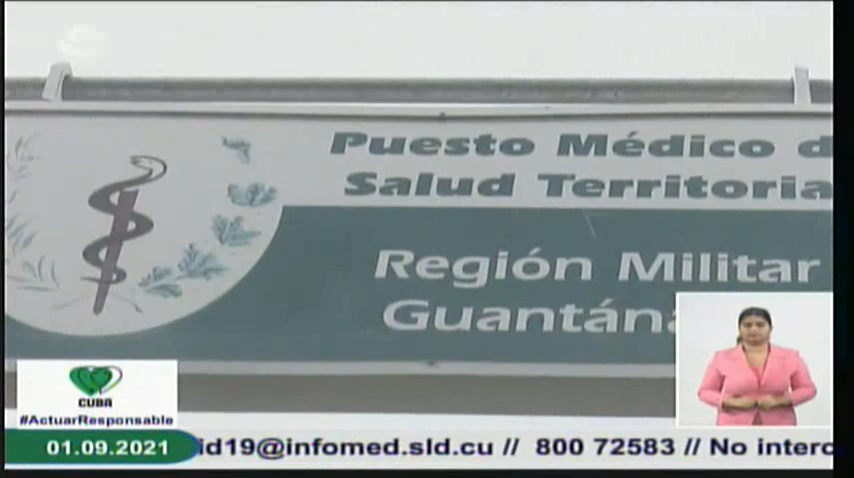 Puesto Médico d
Salud Territoria
Región Militar
Guantána
CUBA
#ActuarResponsable
01.09.2021
id19@infomed.sld.cu // 800 72583 // No interc